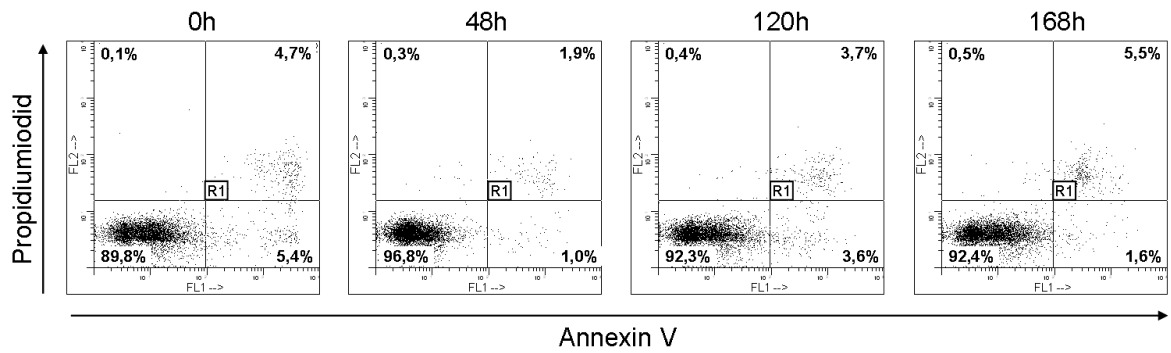 0h 48h 120h 168h
0,1% 4,7% 0,3% 1,9% 0,4% 3,7% 0,5% 5,5%
Propidiumiodid
FL2 --> FL2 --> FL2 --> FL2 -->
R1 R1 R1 R1
89,8% 5,4% 96,8% 1,0% 92,3% 3,6% 92,4% 1,6%
FL1 --> FL1 --> FL1 --> FL1 -->
Annexin V